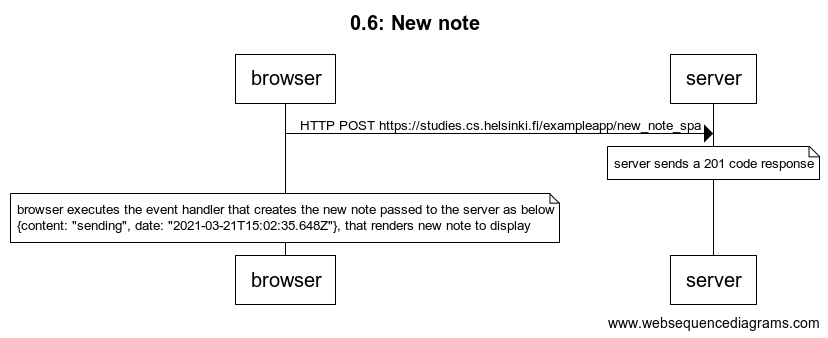 0.6: New note
browser
server
HTTP POST https://studies.cs.helsinki.fi/exampleapp/new_note_spa
server sends a 201 code response
browser executes the event handler that creates the new note passed to the server as below
{content: "sending", date: "2021-03-21T15:02:35.648Z"}, that renders new note to display
browser
server
www.websequencediagrams.com